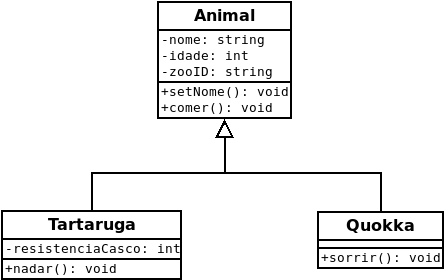 Animal
-nome: string
-idade: int
-zooID: string
+setNome(): void
+comer(): void
Tartaruga
-resistenciaCasco: int
+nadar(): void
Quokka
+sorrir(): void